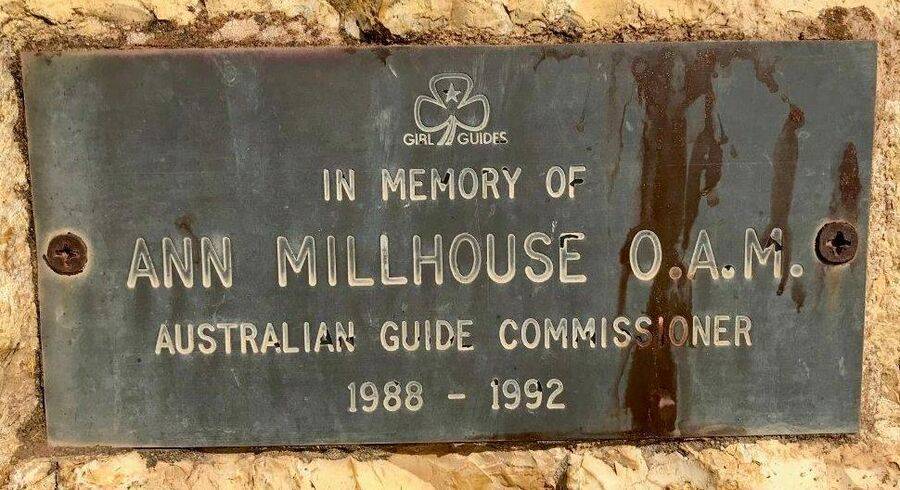 GIRL GUIDES
IN MEMORY OF
ANN MILLHOUSE O.A.M.
AUSTRALIAN GUIDE COMMISSIONER
1988 - 1992